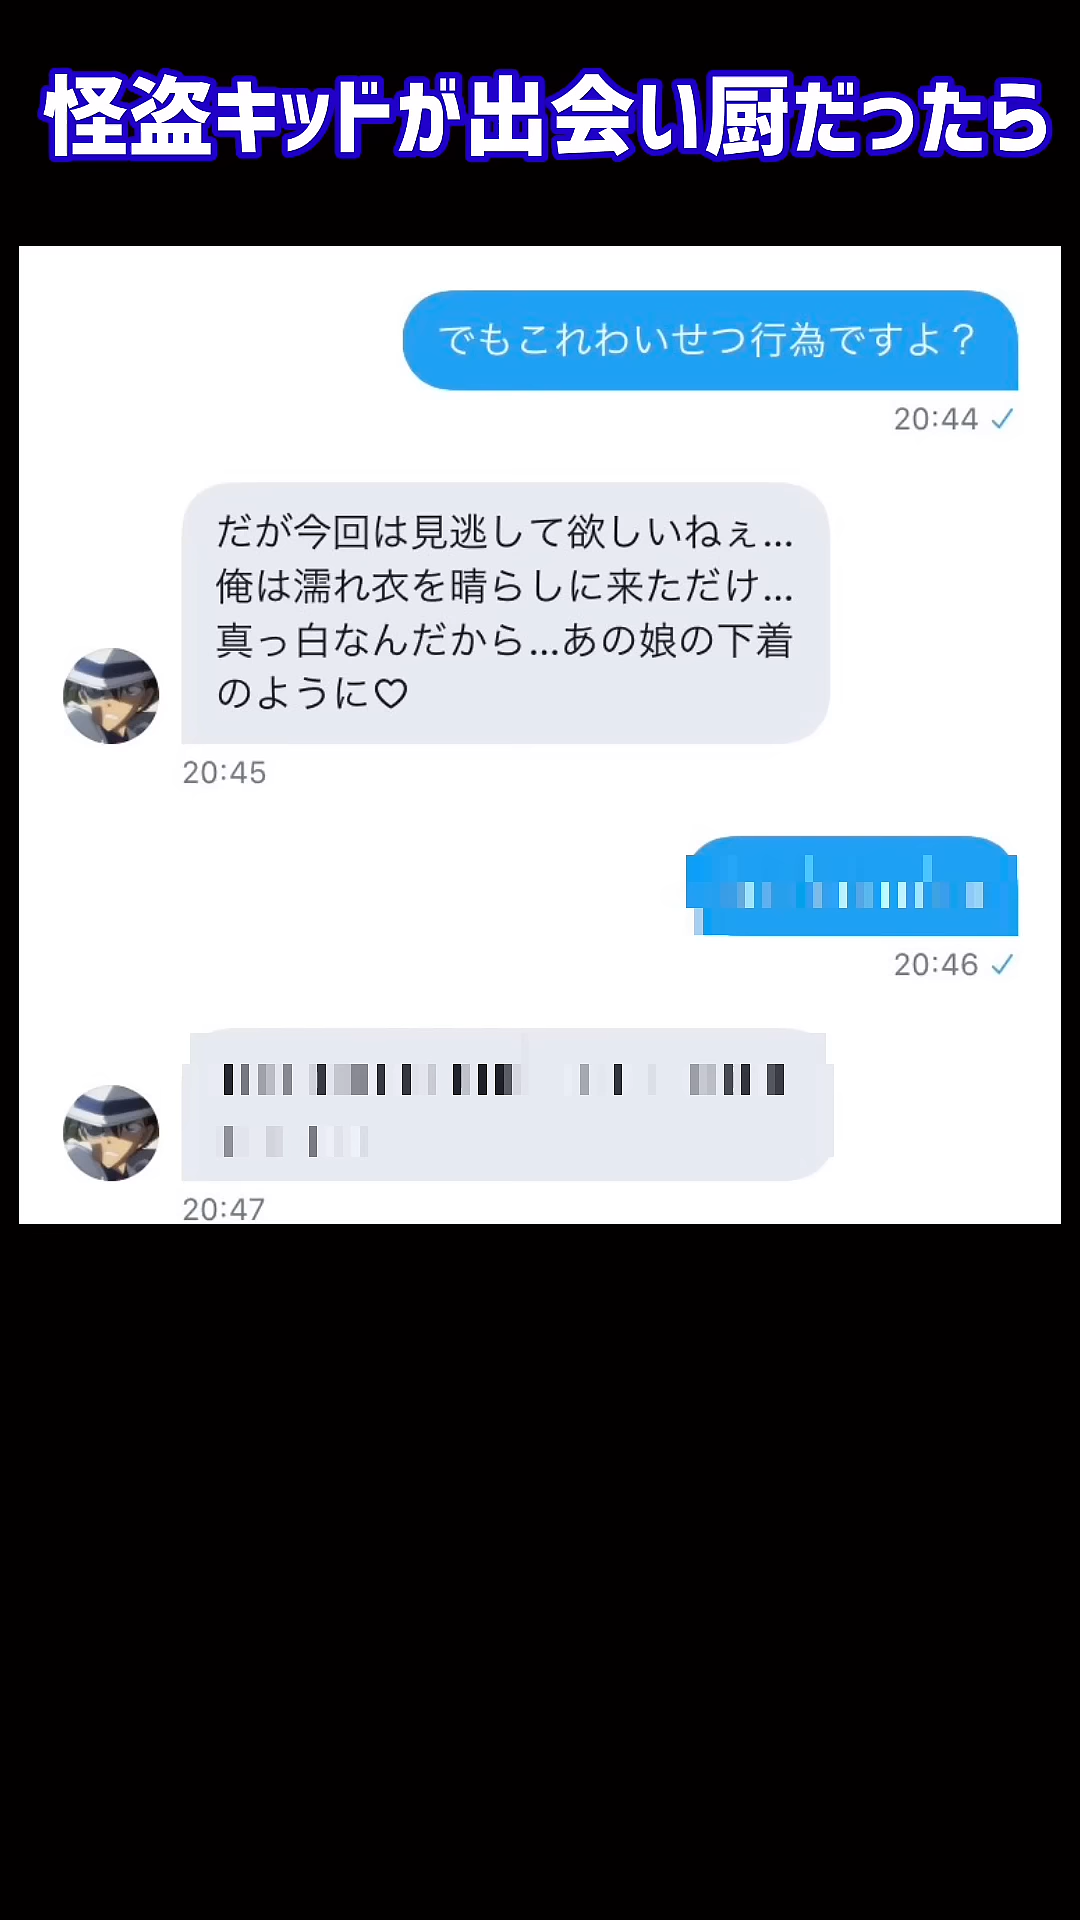 怪盗キッドが出会い厨だったら
でもこれわいせつ行為ですよ？
20:44 ✓
だが今回は見逃して欲しいねぇ...
俺は濡れ衣を晴らしに来ただけ...
真っ白なんだから...あの娘の下着
のように♡
20:45
20:46 ✓
20:47